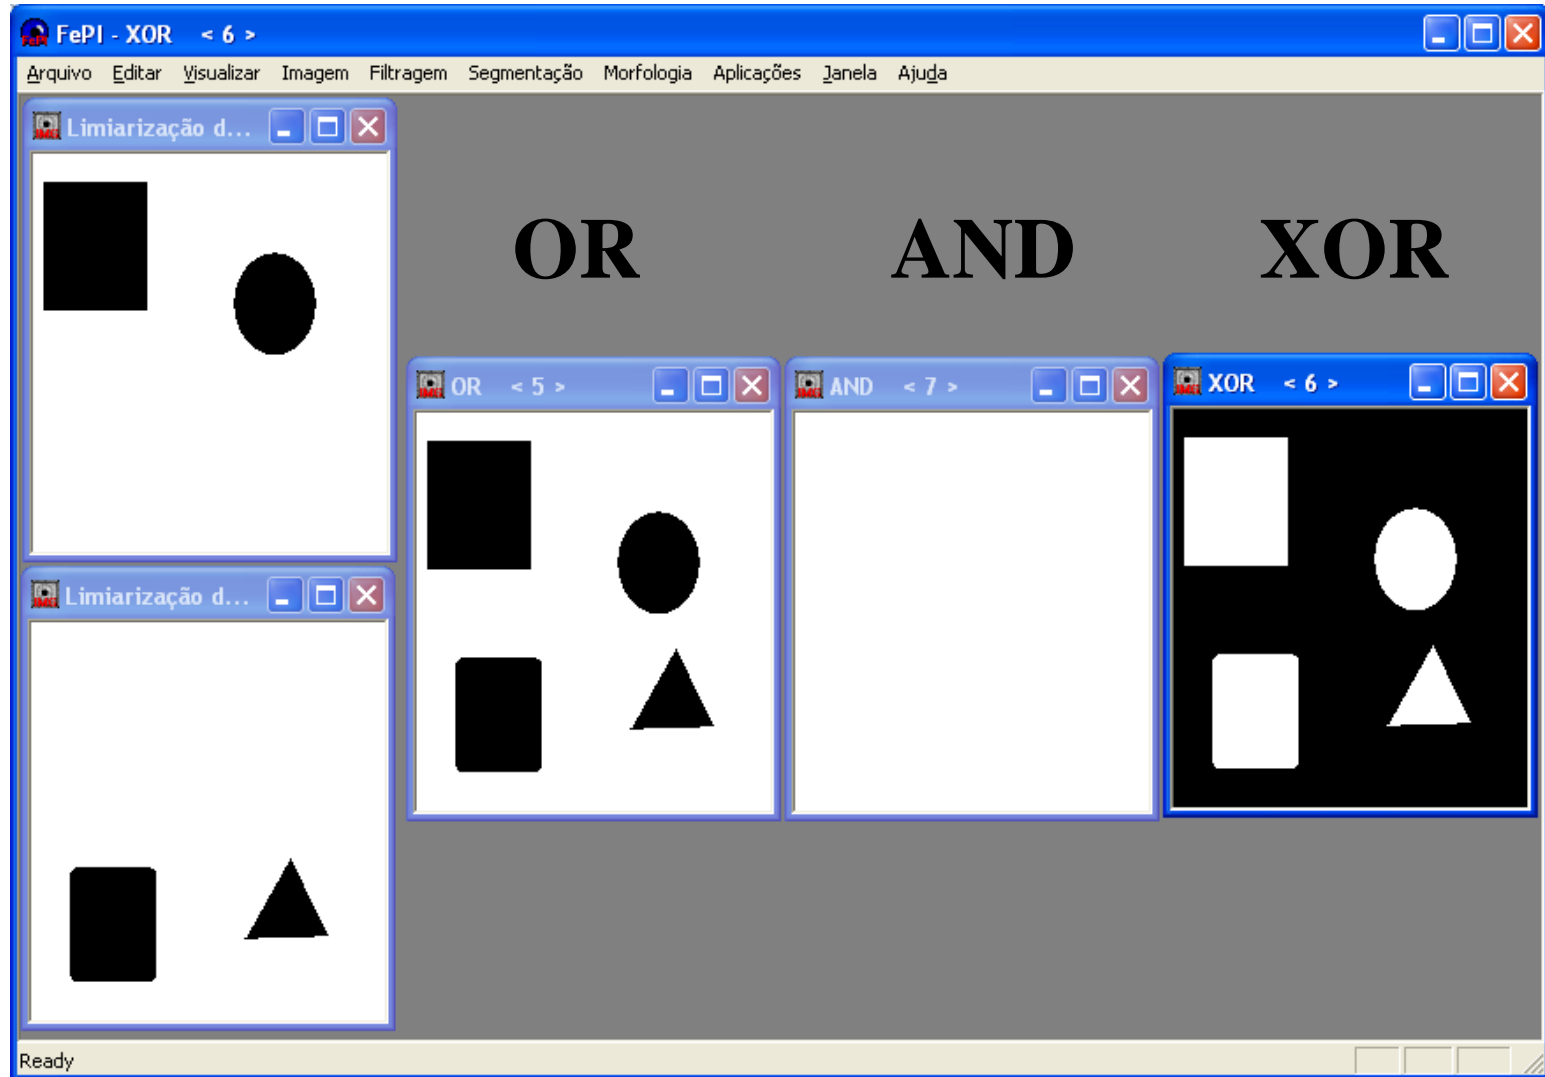 FePI - XOR < 6 >
Arquivo Editar Visualizar Imagem Filtragem Segmentação Morfologia Aplicações Janela Ajuda
Limiarização d...
OR AND XOR
OR < 5 >
AND < 7 >
XOR < 6 >
Limiarização d...
Ready